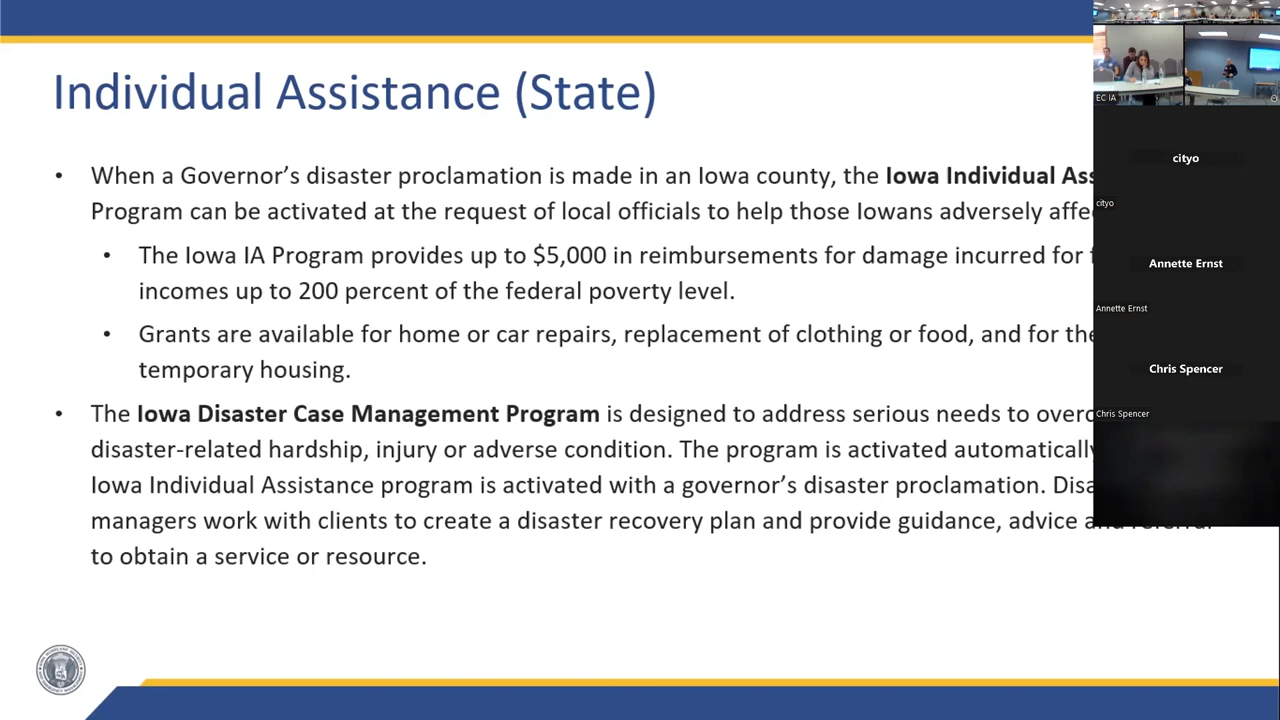 Individual Assistance (State)
• When a Governor’s disaster proclamation is made in an Iowa county, the Iowa Individual Ass
Program can be activated at the request of local officials to help those Iowans adversely affe
• The Iowa IA Program provides up to $5,000 in reimbursements for damage incurred for f
incomes up to 200 percent of the federal poverty level.
• Grants are available for home or car repairs, replacement of clothing or food, and for the
temporary housing.
• The Iowa Disaster Case Management Program is designed to address serious needs to overc
disaster-related hardship, injury or adverse condition. The program is activated automatically
Iowa Individual Assistance program is activated with a governor’s disaster proclamation. Disa
managers work with clients to create a disaster recovery plan and provide guidance, advice and referral
to obtain a service or resource.
EC IA
cityo
cityo
Annette Ernst
Annette Ernst
Chris Spencer
Chris Spencer